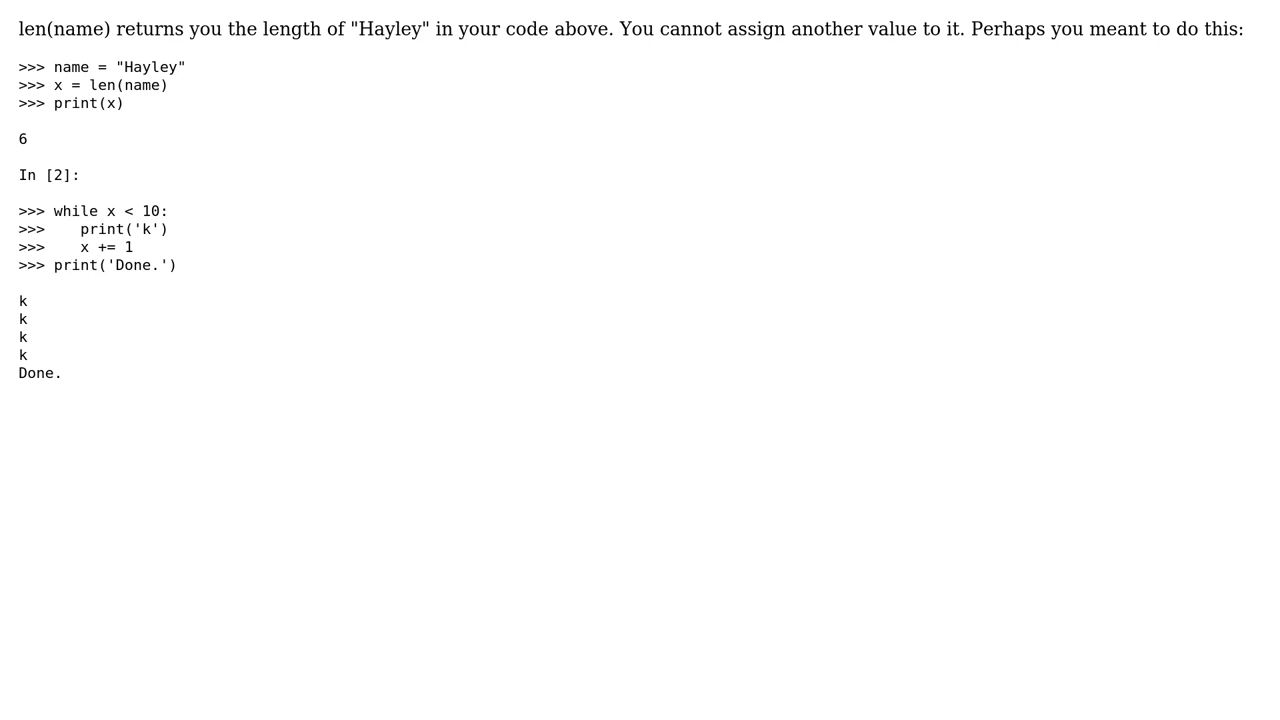 len(name) returns you the length of "Hayley" in your code above. You cannot assign another value to it. Perhaps you meant to do this:
>>> name = "Hayley"
>>> x = len(name)
>>> print(x)
6
In [2]:
>>> while x < 10:
>>>    print('k')
>>>    x += 1
>>> print('Done.')
k
k
k
k
Done.